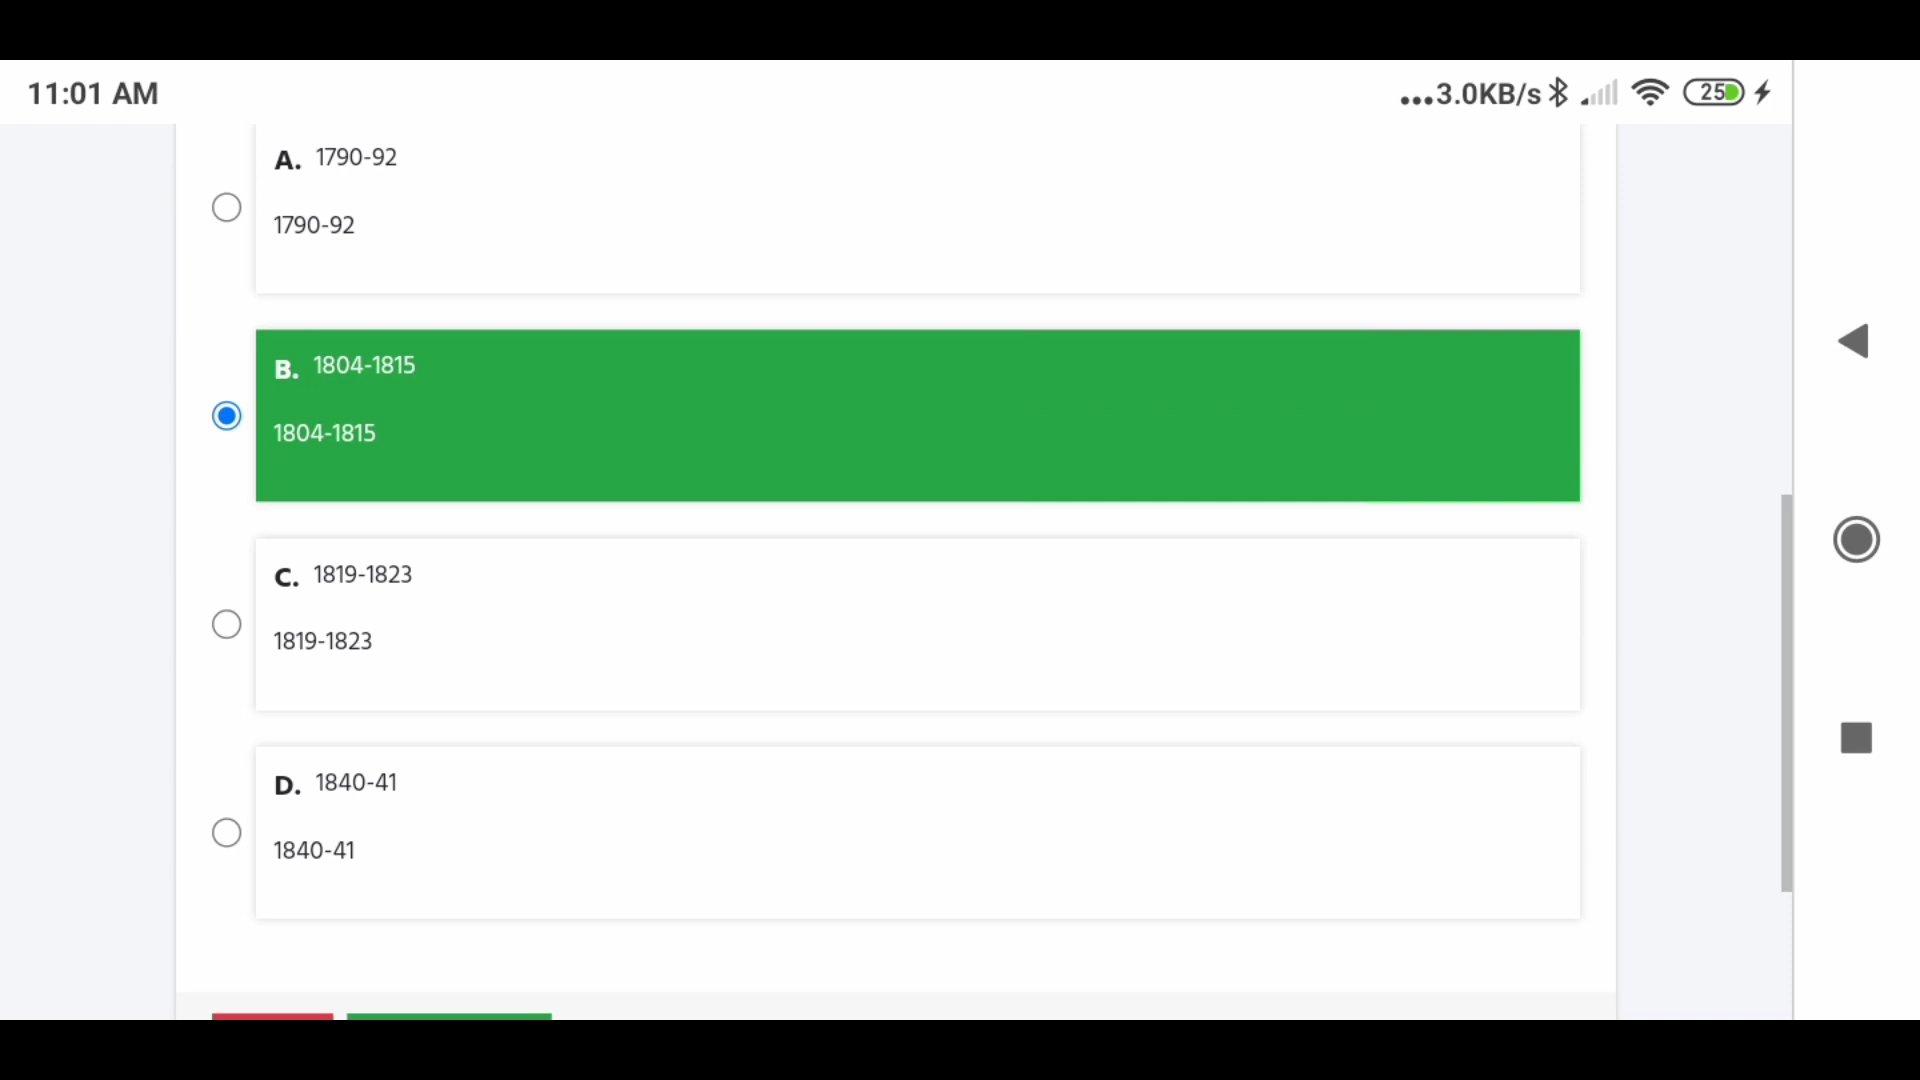 11:01 AM
...3.0KB/s 25
A. 1790-92
1790-92
B. 1804-1815
1804-1815
C. 1819-1823
1819-1823
D. 1840-41
1840-41